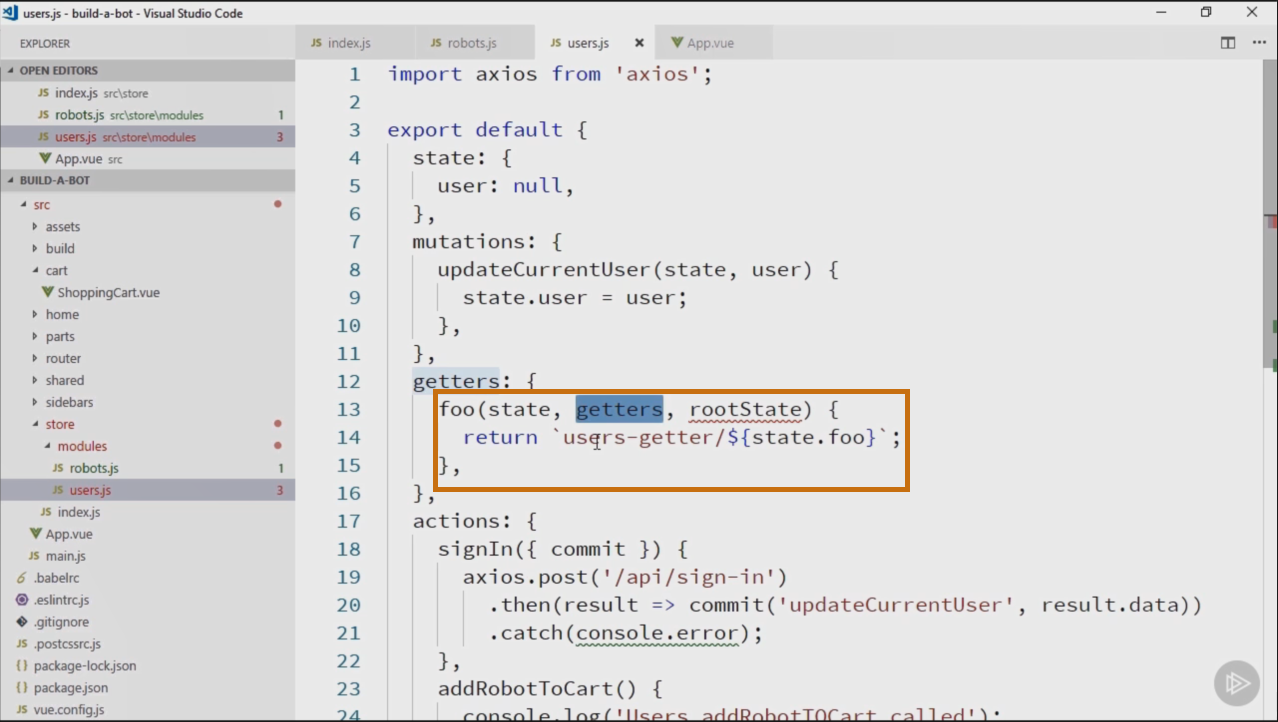 users.js - build-a-bot - Visual Studio Code
EXPLORER
OPEN EDITORS
JS index.js src\store
JS robots.js src\store\modules 1
JS users.js src\store\modules 3
App.vue src
BUILD-A-BOT
src
assets
build
cart
ShoppingCart.vue
home
parts
router
shared
sidebars
store
modules
JS robots.js 1
JS users.js 3
JS index.js
App.vue
JS main.js
.babelrc
.eslintrc.js
.gitignore
JS .postcssrc.js
{} package-lock.json
{} package.json
JS vue.config.js
JS index.js JS robots.js JS users.js App.vue
1 import axios from 'axios';
2
3 export default {
4 state: {
5 user: null,
6 },
7 mutations: {
8 updateCurrentUser(state, user) {
9 state.user = user;
10 },
11 },
12 getters: {
13 foo(state, getters, rootState) {
14 return `users-getter/${state.foo}`;
15 },
16 },
17 actions: {
18 signIn({ commit }) {
19 axios.post('/api/sign-in')
20 .then(result => commit('updateCurrentUser', result.data))
21 .catch(console.error);
22 },
23 addRobotToCart() {
24 console.log('Users addRobotTOCart called');